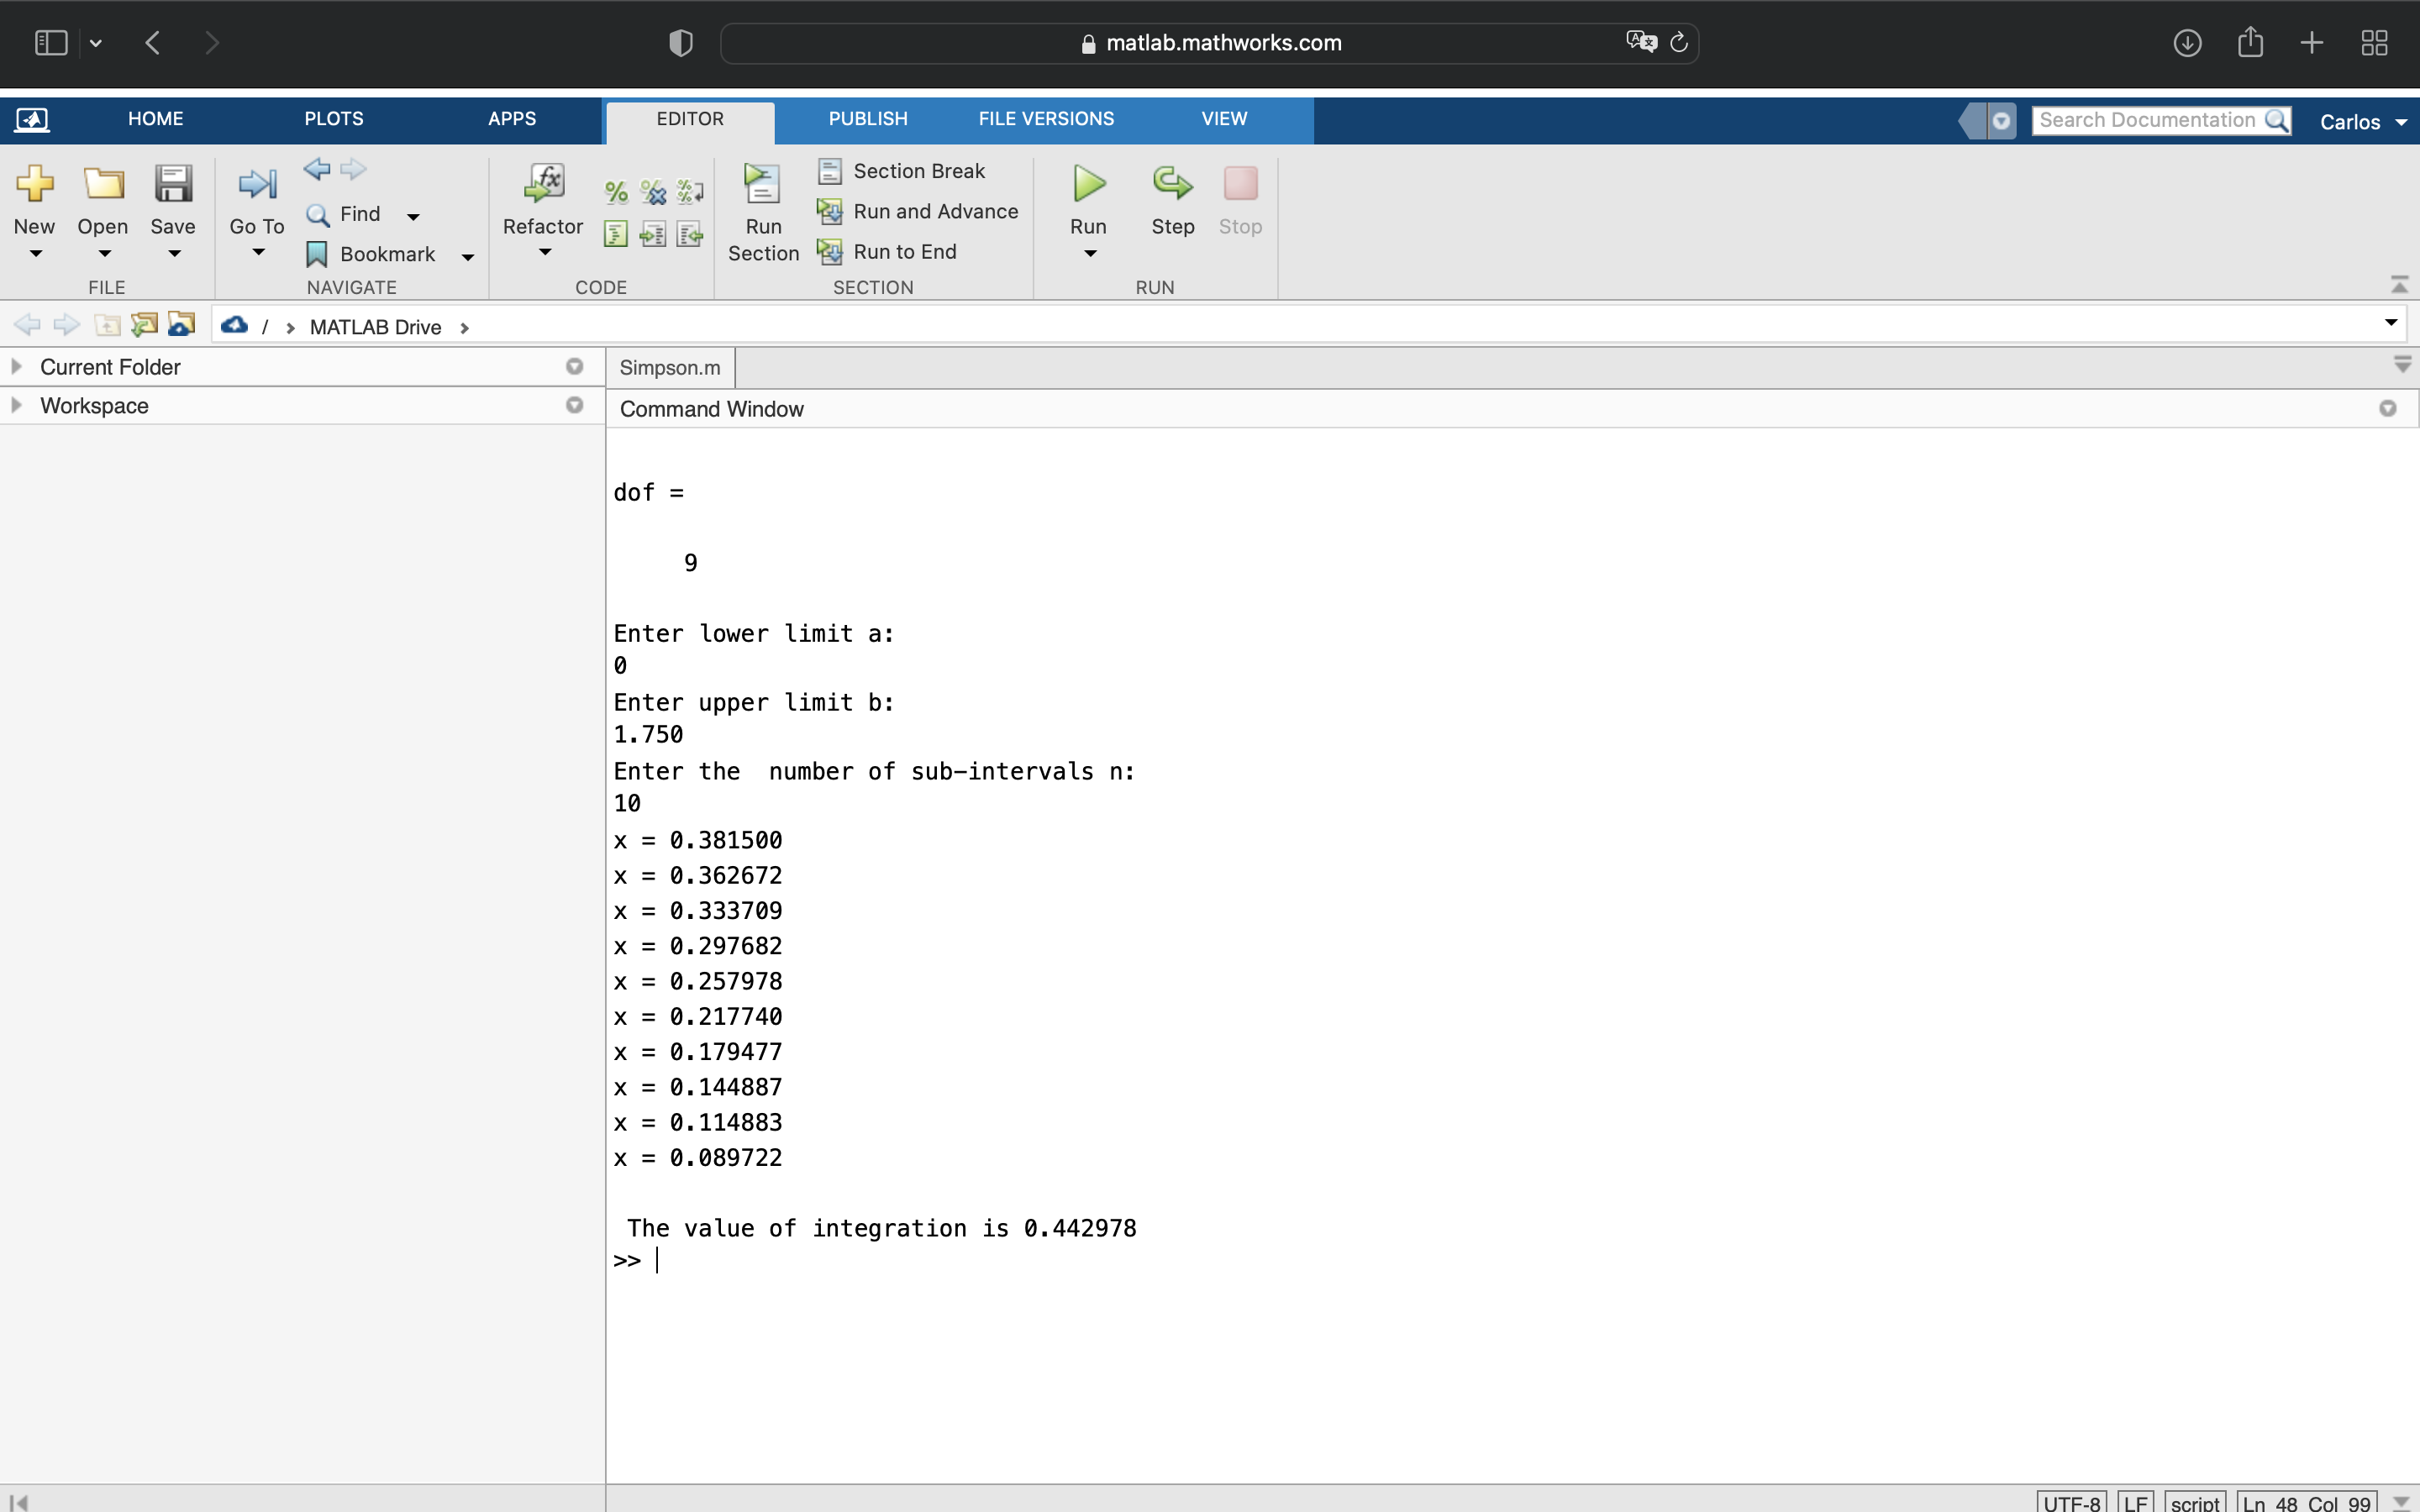 matlab.mathworks.com
HOME PLOTS APPS EDITOR PUBLISH FILE VERSIONS VIEW Search Documentation Carlos
New Open Save Go To Find Bookmark Refactor Run Section Section Break Run and Advance Run to End Run Step Stop
FILE NAVIGATE CODE SECTION RUN
/ › MATLAB Drive ›
Current Folder
Workspace
Simpson.m
Command Window
dof =
9
Enter lower limit a:
0
Enter upper limit b:
1.750
Enter the  number of sub-intervals n:
10
x = 0.381500
x = 0.362672
x = 0.333709
x = 0.297682
x = 0.257978
x = 0.217740
x = 0.179477
x = 0.144887
x = 0.114883
x = 0.089722
The value of integration is 0.442978
>>
UTF-8 LF script Ln 48 Col 99